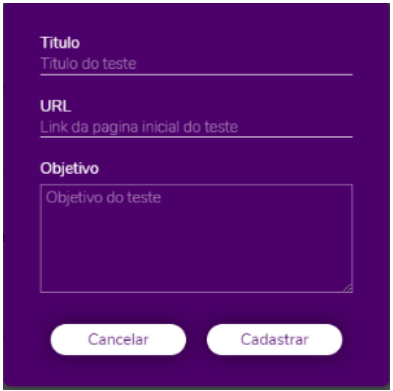 Titulo
Titulo do teste
URL
Link da pagina inicial do teste
Objetivo
Objetivo do teste
Cancelar
Cadastrar